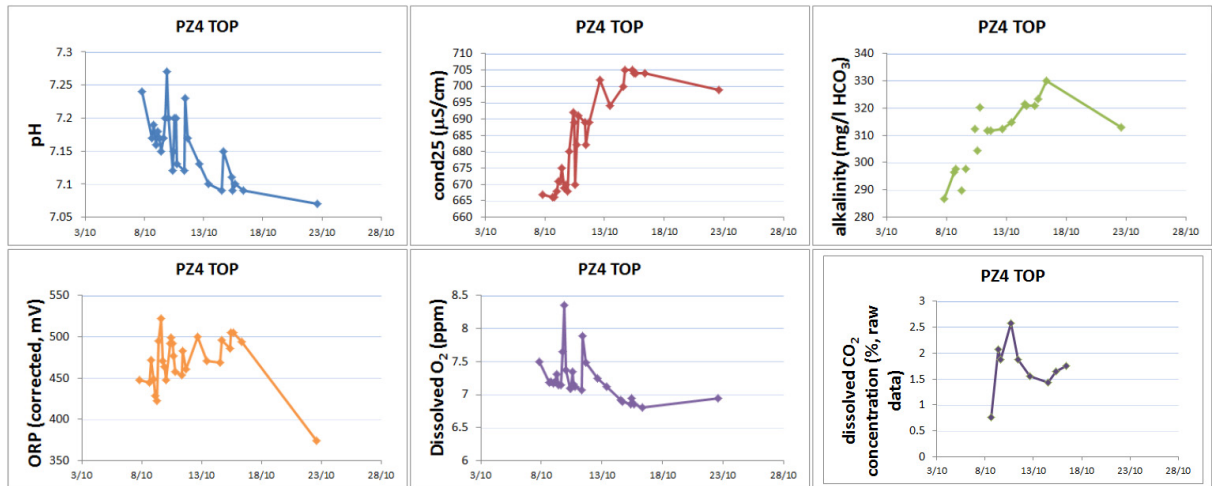 PZ4 TOP
pH
7.3
7.25
7.2
7.15
7.1
7.05
3/10 8/10 13/10 18/10 23/10 28/10
PZ4 TOP
cond25 (μS/cm)
710
705
700
695
690
685
680
675
670
665
660
3/10 8/10 13/10 18/10 23/10 28/10
PZ4 TOP
alkalinity (mg/l HCO₃)
340
330
320
310
300
290
280
3/10 8/10 13/10 18/10 23/10 28/10
PZ4 TOP
ORP (corrected, mV)
550
500
450
400
350
3/10 8/10 13/10 18/10 23/10 28/10
PZ4 TOP
Dissolved O₂ (ppm)
8.5
8
7.5
7
6.5
6
3/10 8/10 13/10 18/10 23/10 28/10
PZ4 TOP
dissolved CO₂
concentration (%, raw
data)
3
2.5
2
1.5
1
0.5
0
3/10 8/10 13/10 18/10 23/10 28/10